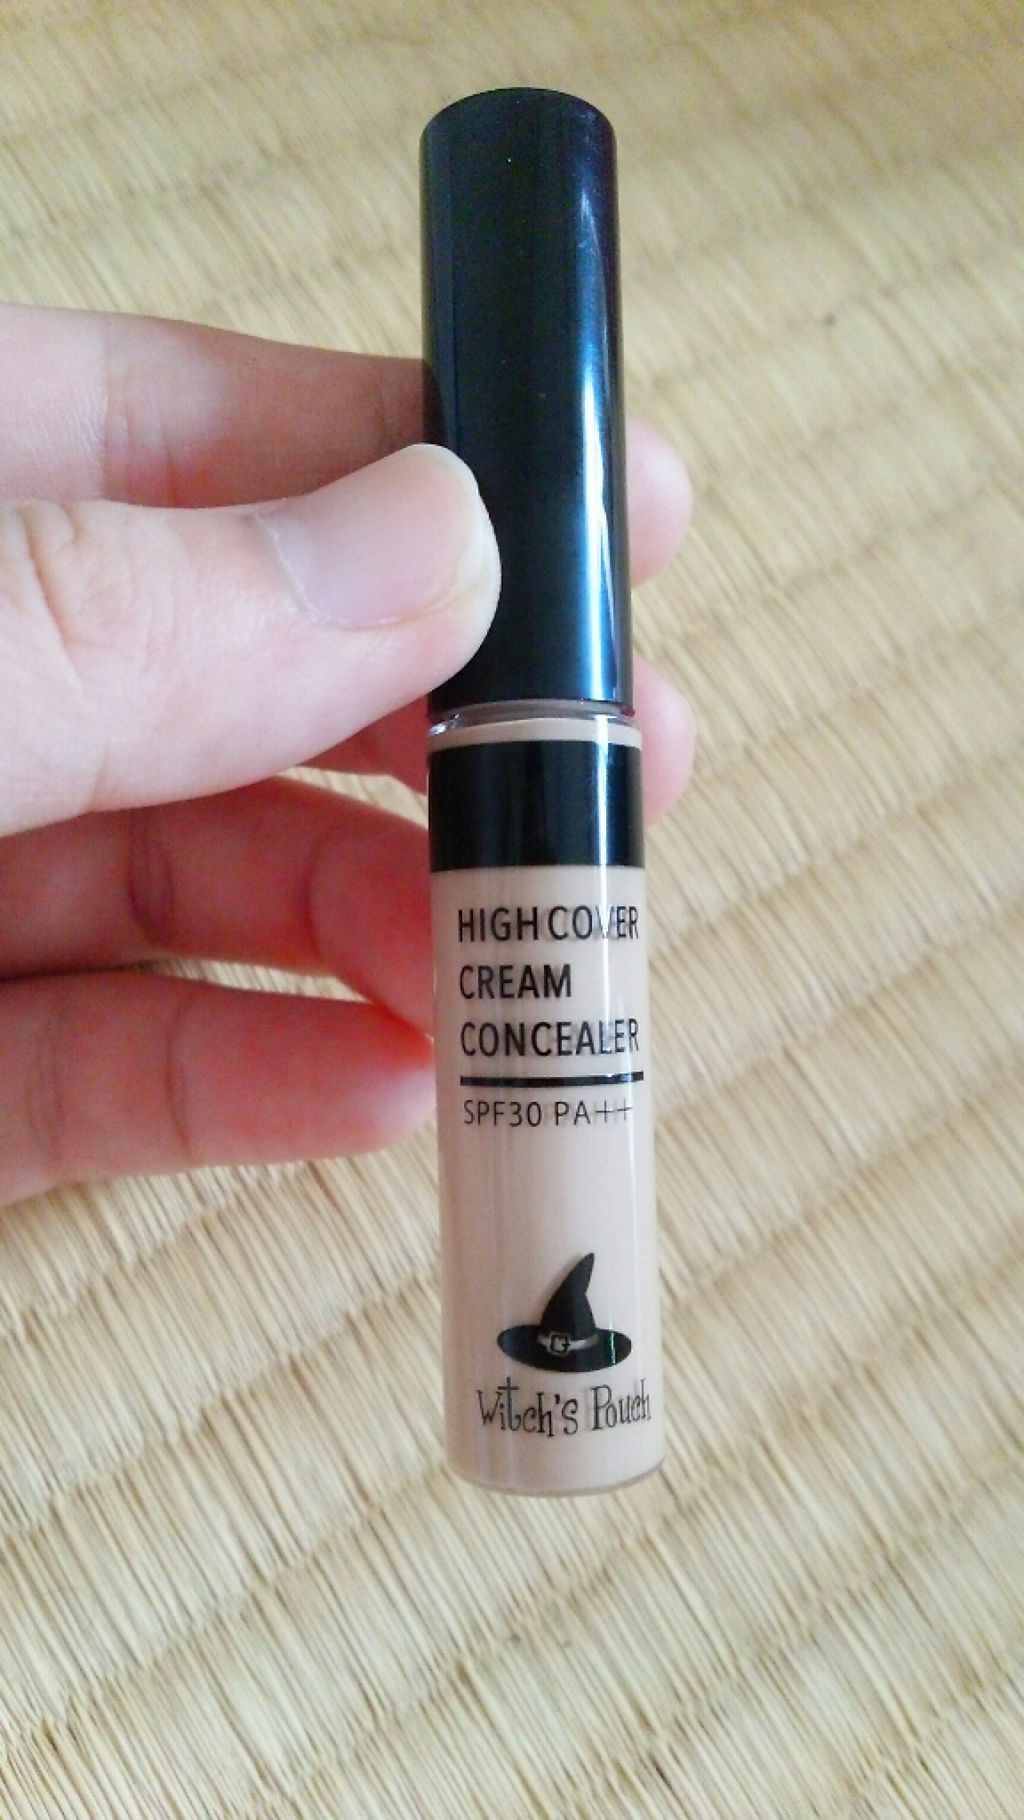 HIGH COVER
CREAM
CONCEALER
SPF30 PA++
Witch's Pouch